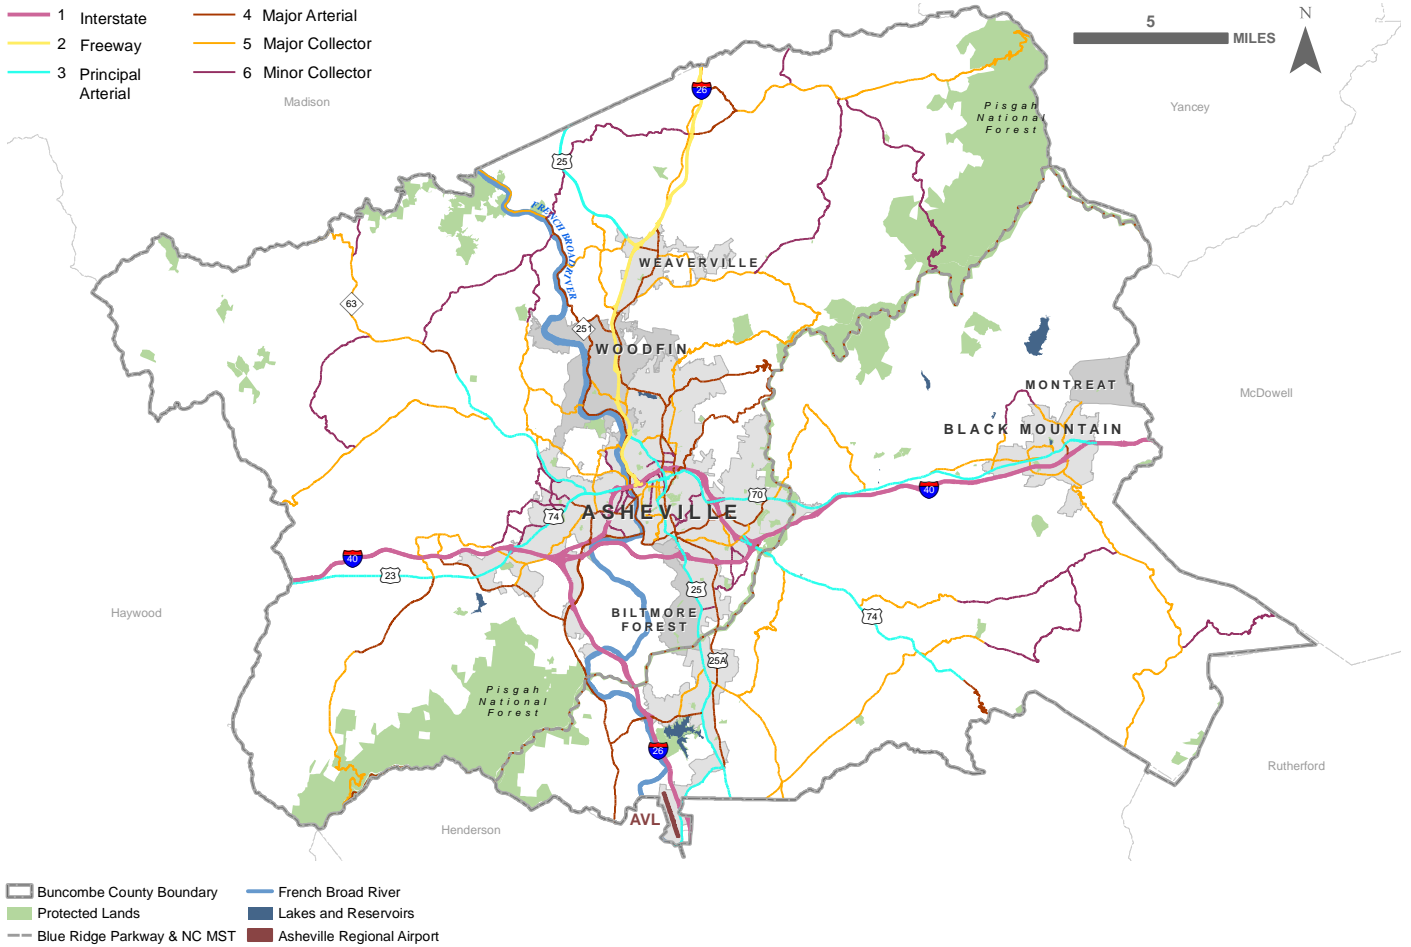 1 Interstate
2 Freeway
3 Principal
Arterial
4 Major Arterial
5 Major Collector
6 Minor Collector
5
MILES
N
Madison
Yancey
Haywood
McDowell
Henderson
Rutherford
26
25
Pisgah
National
Forest
FRENCH BROAD RIVER
WEAVERVILLE
63
251
WOODFIN
MONTREAT
BLACK MOUNTAIN
40
70
74
ASHEVILLE
40
23
25
BILTMORE
FOREST
74
25A
Pisgah
National
Forest
26
AVL
Buncombe County Boundary
Protected Lands
Blue Ridge Parkway & NC MST
French Broad River
Lakes and Reservoirs
Asheville Regional Airport